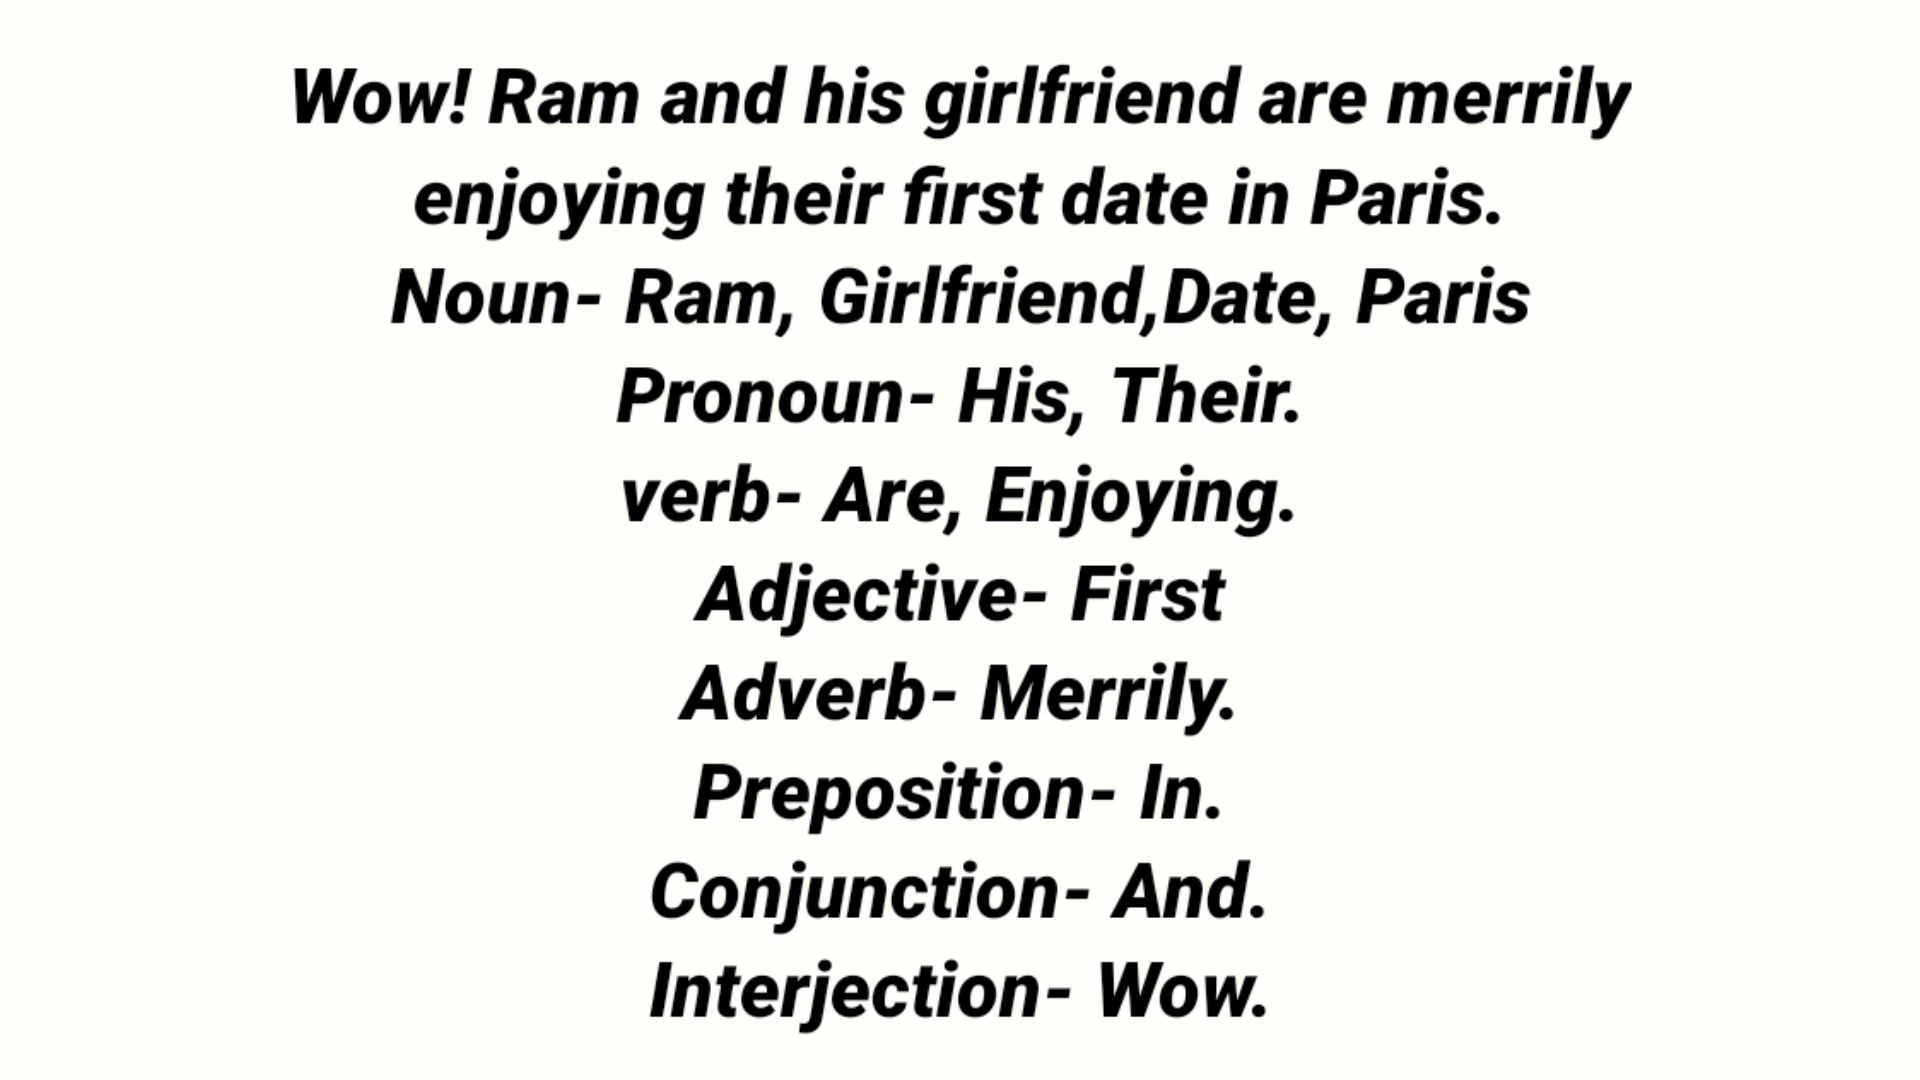 Wow! Ram and his girlfriend are merrily
enjoying their first date in Paris.
Noun- Ram, Girlfriend,Date, Paris
Pronoun- His, Their.
verb- Are, Enjoying.
Adjective- First
Adverb- Merrily.
Preposition- In.
Conjunction- And.
Interjection- Wow.